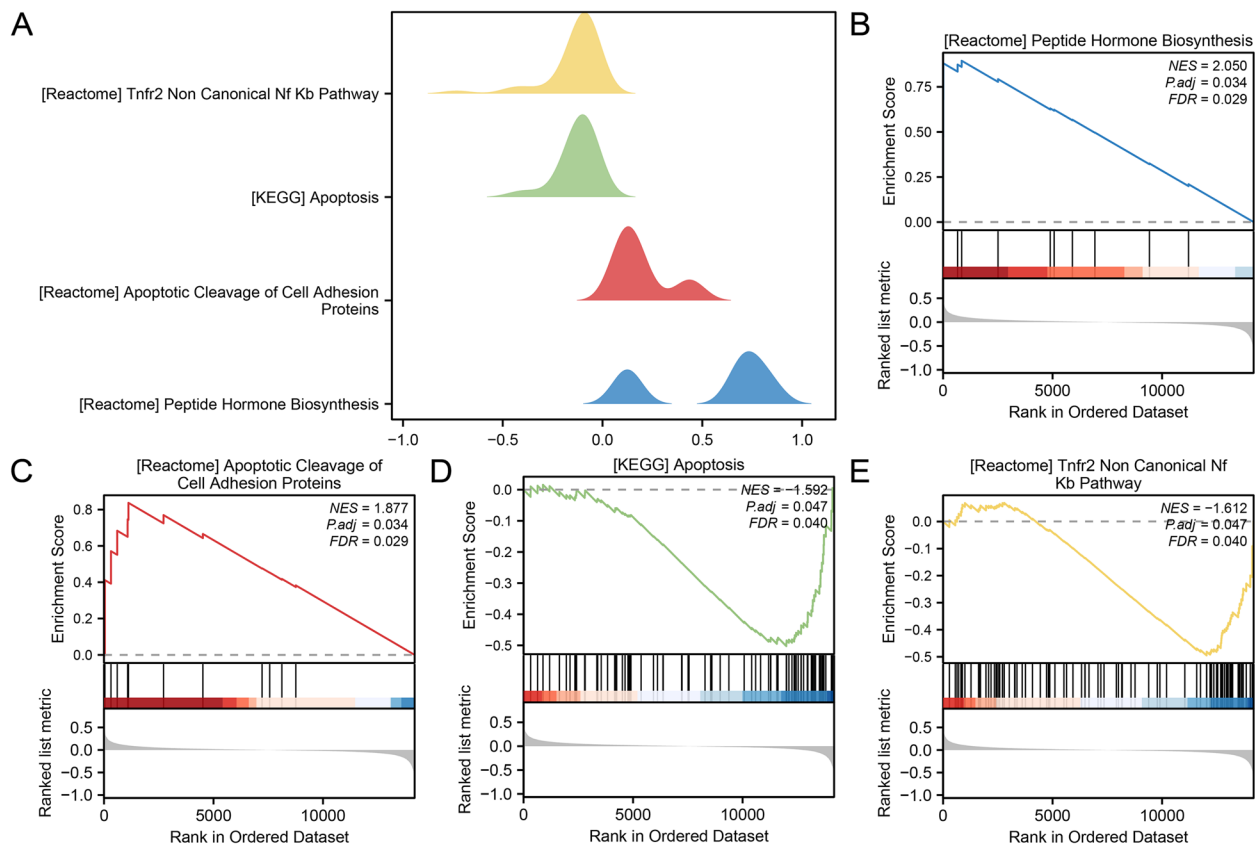 A
[Reactome] Tnfr2 Non Canonical Nf Kb Pathway
[KEGG] Apoptosis
[Reactome] Apoptotic Cleavage of Cell Adhesion
Proteins
[Reactome] Peptide Hormone Biosynthesis
−1.0 −0.5 0.0 0.5 1.0
B
[Reactome] Peptide Hormone Biosynthesis
NES = 2.050
P.adj = 0.034
FDR = 0.029
Enrichment Score
0.75
0.50
0.25
0.00
Ranked list metric
0.5
0.0
−0.5
−1.0
0 5000 10000
Rank in Ordered Dataset
C
[Reactome] Apoptotic Cleavage of
Cell Adhesion Proteins
NES = 1.877
P.adj = 0.034
FDR = 0.029
Enrichment Score
0.8
0.6
0.4
0.2
0.0
Ranked list metric
0.5
0.0
−0.5
−1.0
0 5000 10000
Rank in Ordered Dataset
D
[KEGG] Apoptosis
NES = −1.592
P.adj = 0.047
FDR = 0.040
Enrichment Score
0.0
−0.1
−0.2
−0.3
−0.4
−0.5
Ranked list metric
0.5
0.0
−0.5
−1.0
0 5000 10000
Rank in Ordered Dataset
E
[Reactome] Tnfr2 Non Canonical Nf
Kb Pathway
NES = −1.612
P.adj = 0.047
FDR = 0.040
Enrichment Score
0.0
−0.1
−0.2
−0.3
−0.4
−0.5
Ranked list metric
0.5
0.0
−0.5
−1.0
0 5000 10000
Rank in Ordered Dataset